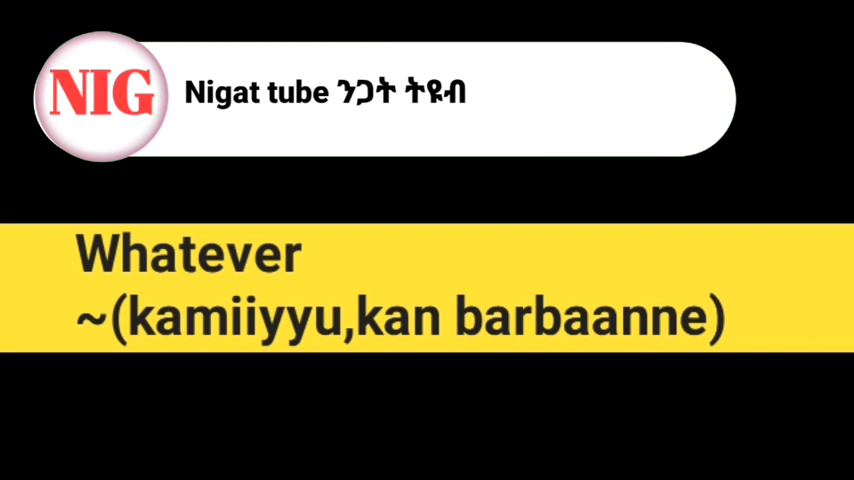 NIG
Nigat tube ንጋት ትዩብ
Whatever
~(kamiiyyu,kan barbaanne)